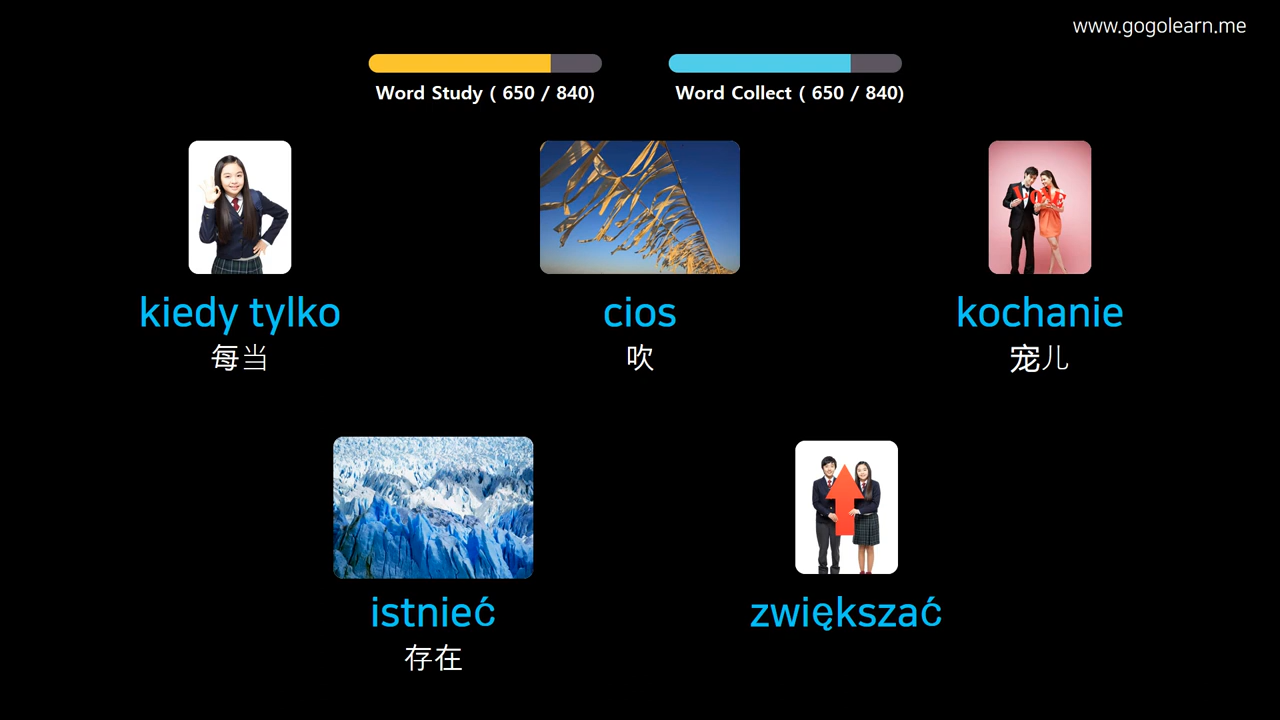 www.gogolearn.me
Word Study ( 650 / 840)
Word Collect ( 650 / 840)
kiedy tylko
每当
cios
吹
kochanie
宠儿
istnieć
存在
zwiększać